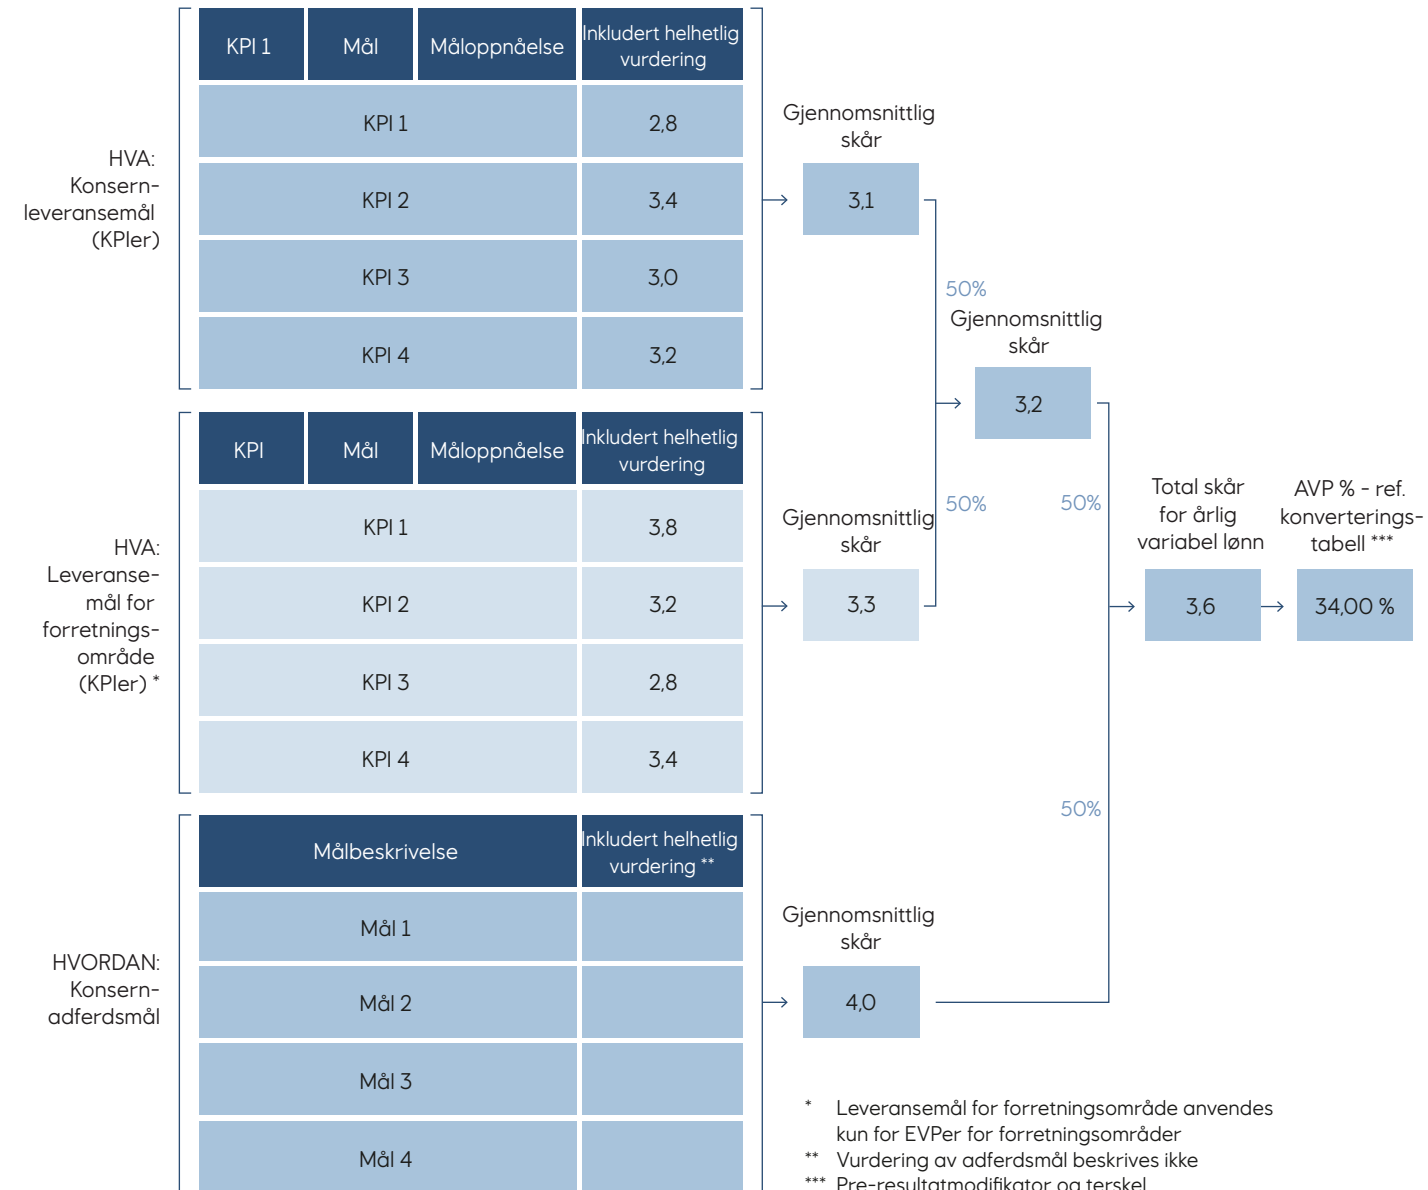 HVA:
Konsern-
leveransemål
(KPIer)
KPI 1 Mål Måloppnåelse Inkludert helhetlig
vurdering
KPI 1 2,8
KPI 2 3,4
KPI 3 3,0
KPI 4 3,2
Gjennomsnittlig
skår
3,1
50%
Gjennomsnittlig
skår
3,2
HVA:
Leveranse-
mål for
forretnings-
område
(KPIer) *
KPI Mål Måloppnåelse Inkludert helhetlig
vurdering
KPI 1 3,8
KPI 2 3,2
KPI 3 2,8
KPI 4 3,4
Gjennomsnittlig
skår
3,3
50%
50%
Total skår
for årlig
variabel lønn
3,6
AVP % - ref.
konverterings-
tabell ***
34,00 %
50%
HVORDAN:
Konsern-
adferdsmål
Målbeskrivelse Inkludert helhetlig
vurdering **
Mål 1
Mål 2
Mål 3
Mål 4
Gjennomsnittlig
skår
4,0
* Leveransemål for forretningsområde anvendes
kun for EVPer for forretningsområder
** Vurdering av adferdsmål beskrives ikke
*** Pre-resultatmodifikator og terskel